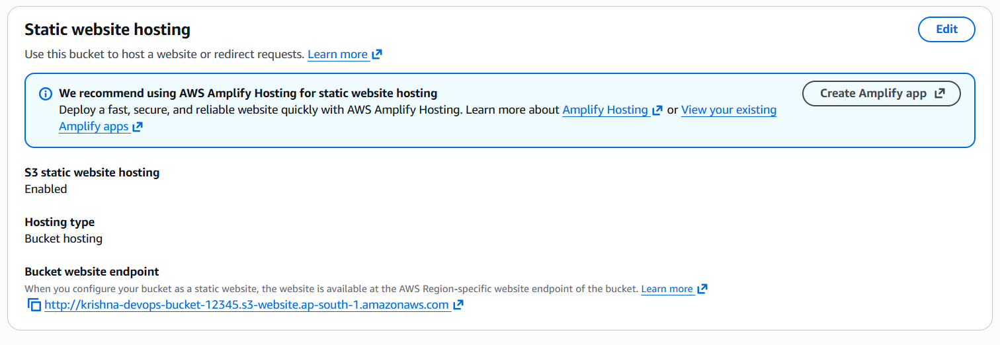 Static website hosting
Edit
Use this bucket to host a website or redirect requests. Learn more
We recommend using AWS Amplify Hosting for static website hosting
Create Amplify app
Deploy a fast, secure, and reliable website quickly with AWS Amplify Hosting. Learn more about Amplify Hosting or View your existing
Amplify apps
S3 static website hosting
Enabled
Hosting type
Bucket hosting
Bucket website endpoint
When you configure your bucket as a static website, the website is available at the AWS Region-specific website endpoint of the bucket. Learn more
http://krishna-devops-bucket-12345.s3-website.ap-south-1.amazonaws.com